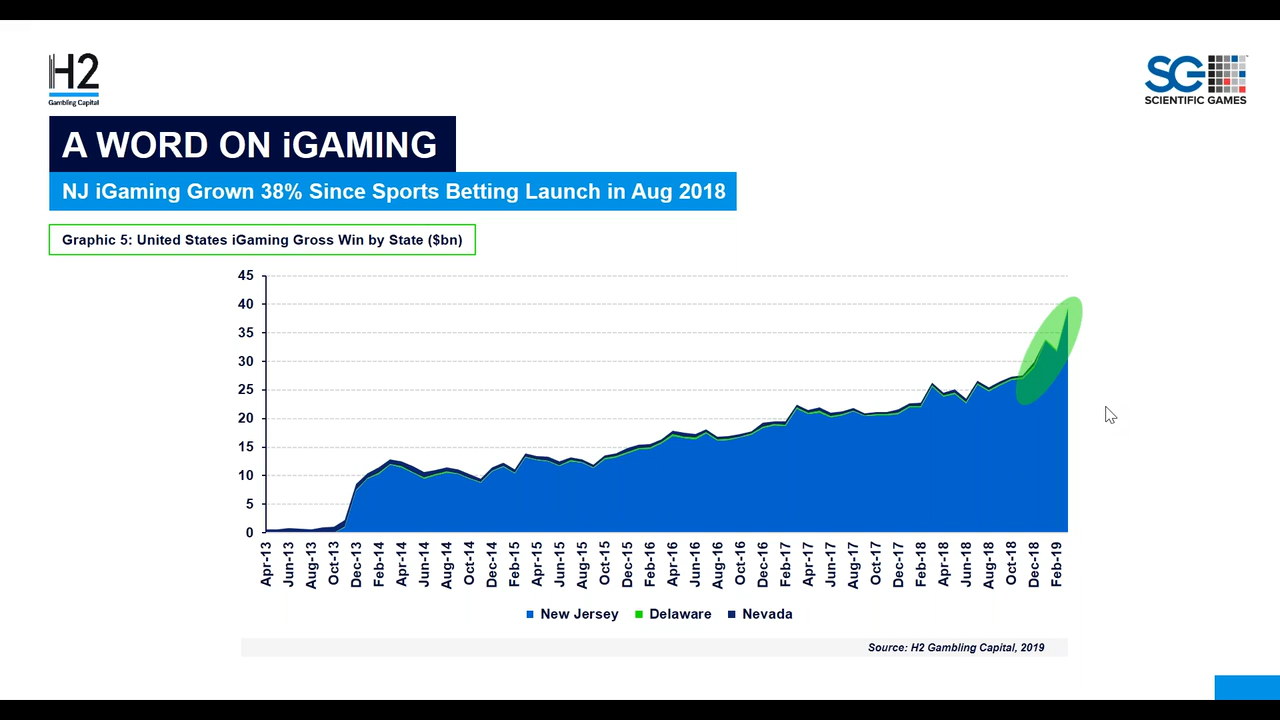 H2
Gambling Capital
SG
SCIENTIFIC GAMES
A WORD ON iGAMING
NJ iGaming Grown 38% Since Sports Betting Launch in Aug 2018
Graphic 5: United States iGaming Gross Win by State ($bn)
45
40
35
30
25
20
15
10
5
0
Apr-13 Jun-13 Aug-13 Oct-13 Dec-13 Feb-14 Apr-14 Jun-14 Aug-14 Oct-14 Dec-14 Feb-15 Apr-15 Jun-15 Aug-15 Oct-15 Dec-15 Feb-16 Apr-16 Jun-16 Aug-16 Oct-16 Dec-16 Feb-17 Apr-17 Jun-17 Aug-17 Oct-17 Dec-17 Feb-18 Apr-18 Jun-18 Aug-18 Oct-18 Dec-18 Feb-19
New Jersey Delaware Nevada
Source: H2 Gambling Capital, 2019